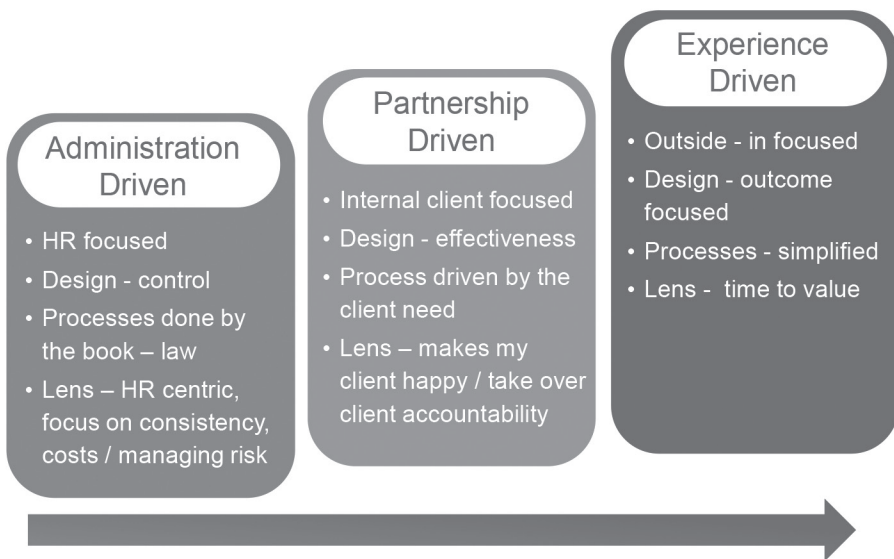 Administration
Driven
• HR focused
• Design - control
• Processes done by
the book – law
• Lens – HR centric,
focus on consistency,
costs / managing risk
Partnership
Driven
• Internal client focused
• Design - effectiveness
• Process driven by the
client need
• Lens – makes my
client happy / take over
client accountability
Experience
Driven
• Outside - in focused
• Design - outcome
focused
• Processes - simplified
• Lens -  time to value